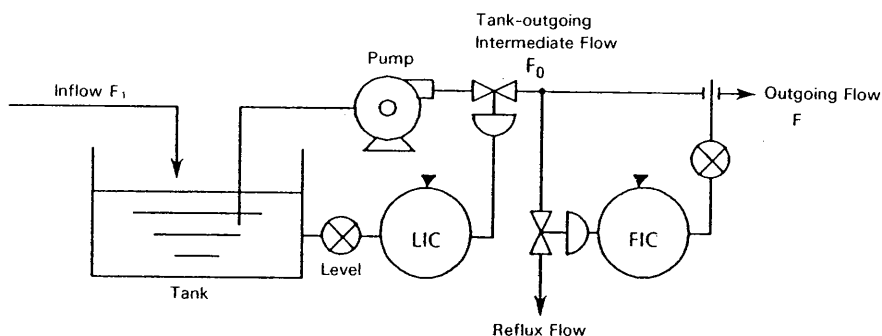 Tank-outgoing
Intermediate Flow
F0
Pump
Inflow F1
Outgoing Flow
F
LIC
FIC
Level
Tank
Reflux Flow